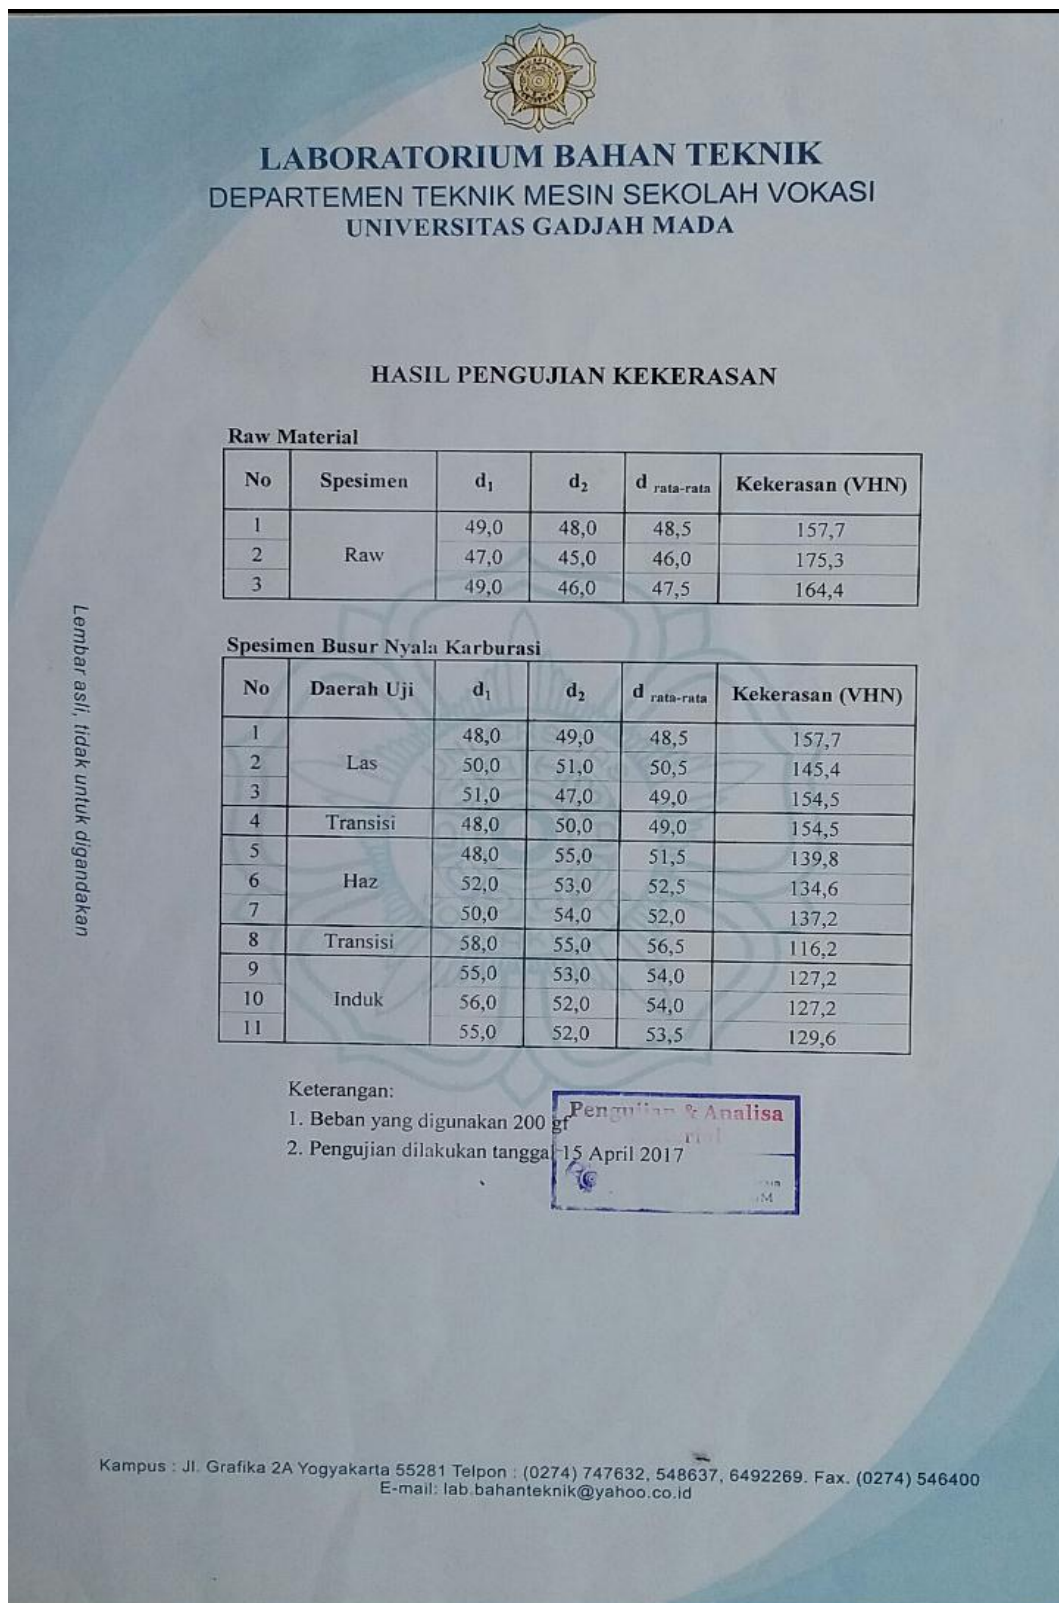 LABORATORIUM BAHAN TEKNIK
DEPARTEMEN TEKNIK MESIN SEKOLAH VOKASI
UNIVERSITAS GADJAH MADA
HASIL PENGUJIAN KEKERASAN
Raw Material
No Spesimen d1 d2 d rata-rata Kekerasan (VHN)
1 49,0 48,0 48,5 157,7
2 Raw 47,0 45,0 46,0 175,3
3 49,0 46,0 47,5 164,4
Spesimen Busur Nyala Karburasi
No Daerah Uji d1 d2 d rata-rata Kekerasan (VHN)
1 48,0 49,0 48,5 157,7
2 Las 50,0 51,0 50,5 145,4
3 51,0 47,0 49,0 154,5
4 Transisi 48,0 50,0 49,0 154,5
5 48,0 55,0 51,5 139,8
6 Haz 52,0 53,0 52,5 134,6
7 50,0 54,0 52,0 137,2
8 Transisi 58,0 55,0 56,5 116,2
9 55,0 53,0 54,0 127,2
10 Induk 56,0 52,0 54,0 127,2
11 55,0 52,0 53,5 129,6
Keterangan:
1. Beban yang digunakan 200 gf
2. Pengujian dilakukan tanggal 15 April 2017
Pengujian & Analisa
Lembar asli, tidak untuk digandakan
Kampus : Jl. Grafika 2A Yogyakarta 55281 Telpon : (0274) 747632, 548637, 6492269. Fax. (0274) 546400
E-mail: lab.bahanteknik@yahoo.co.id